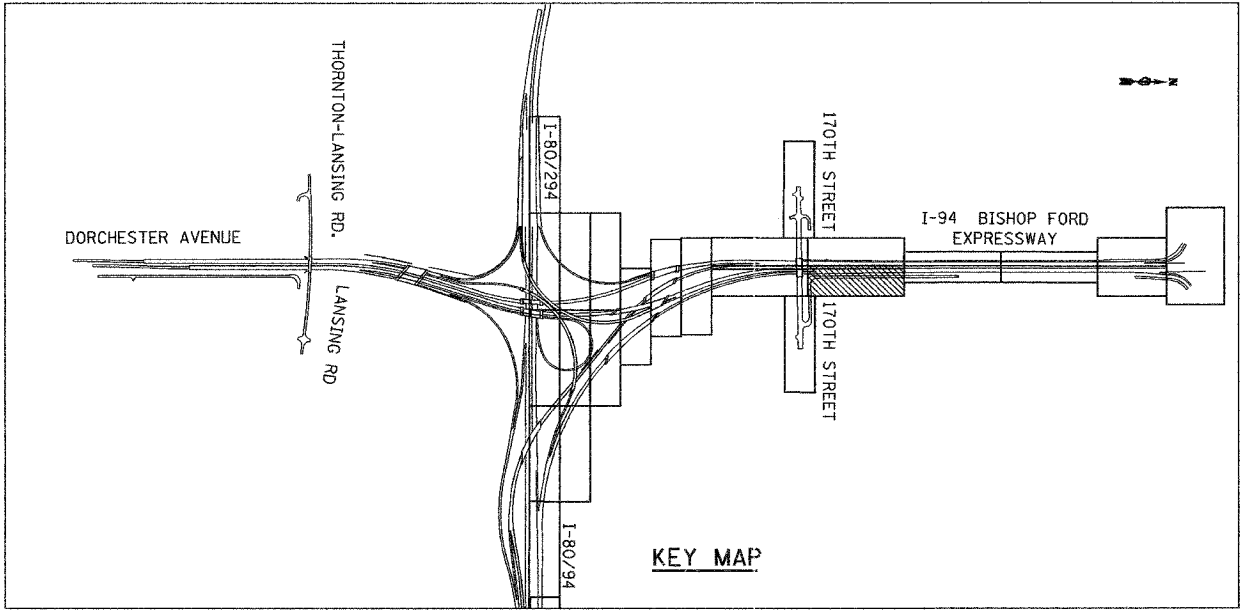 THORNTON-LANSING RD.
DORCHESTER AVENUE
LANSING RD
I-80/294
I-80/94
170TH STREET
170TH STREET
I-94 BISHOP FORD
EXPRESSWAY
N
KEY MAP